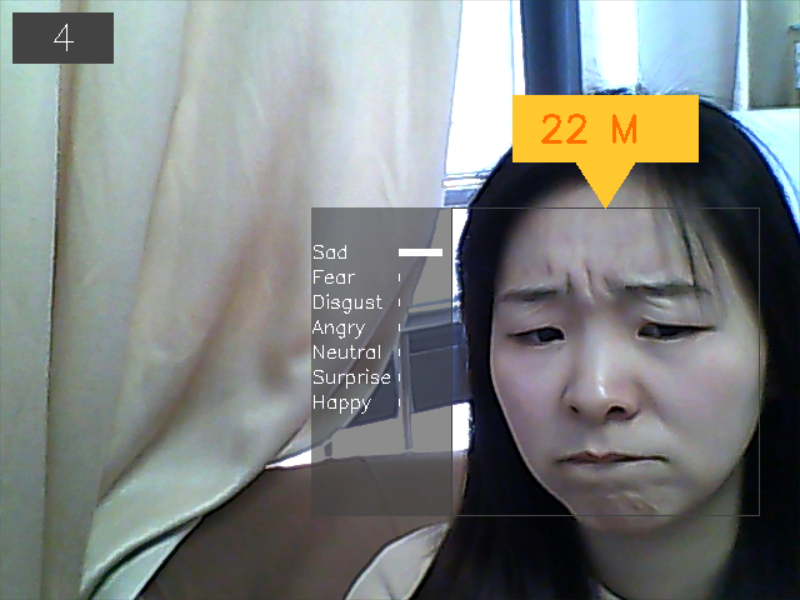 4
22 M
Sad
Fear
Disgust
Angry
Neutral
Surprise
Happy